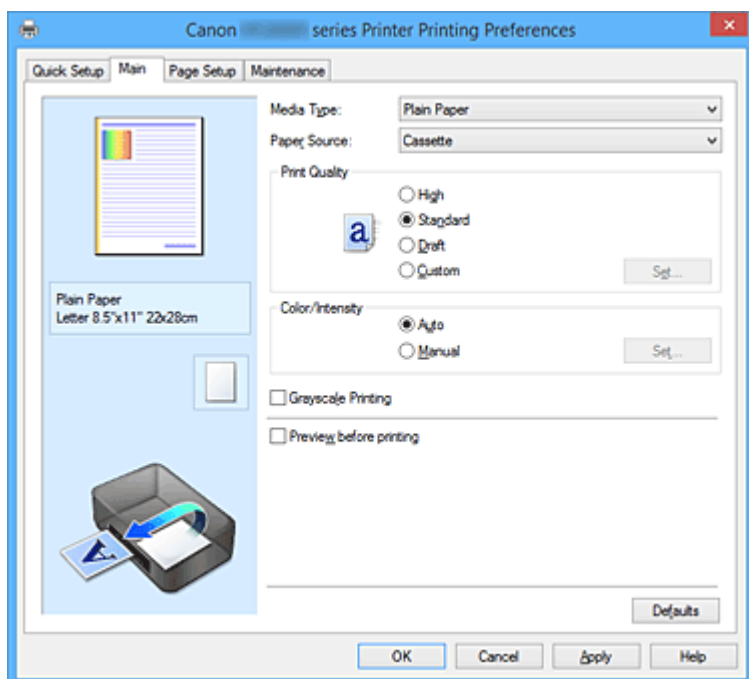 Canon series Printer Printing Preferences
Quick Setup Main Page Setup Maintenance
Media Type: Plain Paper
Paper Source: Cassette
Print Quality
High
a
Standard
Draft
Custom Set...
Plain Paper
Letter 8.5"x11" 22x28cm
Color/Intensity
Auto
Manual Set...
Grayscale Printing
Preview before printing
A
Defaults
OK Cancel Apply Help